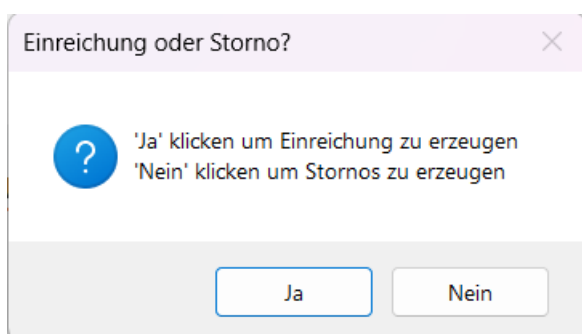 Einreichung oder Storno?
?
'Ja' klicken um Einreichung zu erzeugen
'Nein' klicken um Stornos zu erzeugen
Ja
Nein